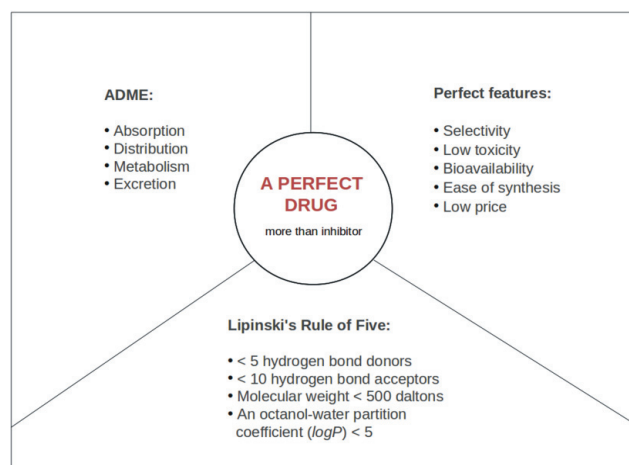 ADME:
• Absorption
• Distribution
• Metabolism
• Excretion
Perfect features:
• Selectivity
• Low toxicity
• Bioavailability
• Ease of synthesis
• Low price
A PERFECT
DRUG
more than inhibitor
Lipinski's Rule of Five:
• < 5 hydrogen bond donors
• < 10 hydrogen bond acceptors
• Molecular weight < 500 daltons
• An octanol-water partition
coefficient (logP) < 5